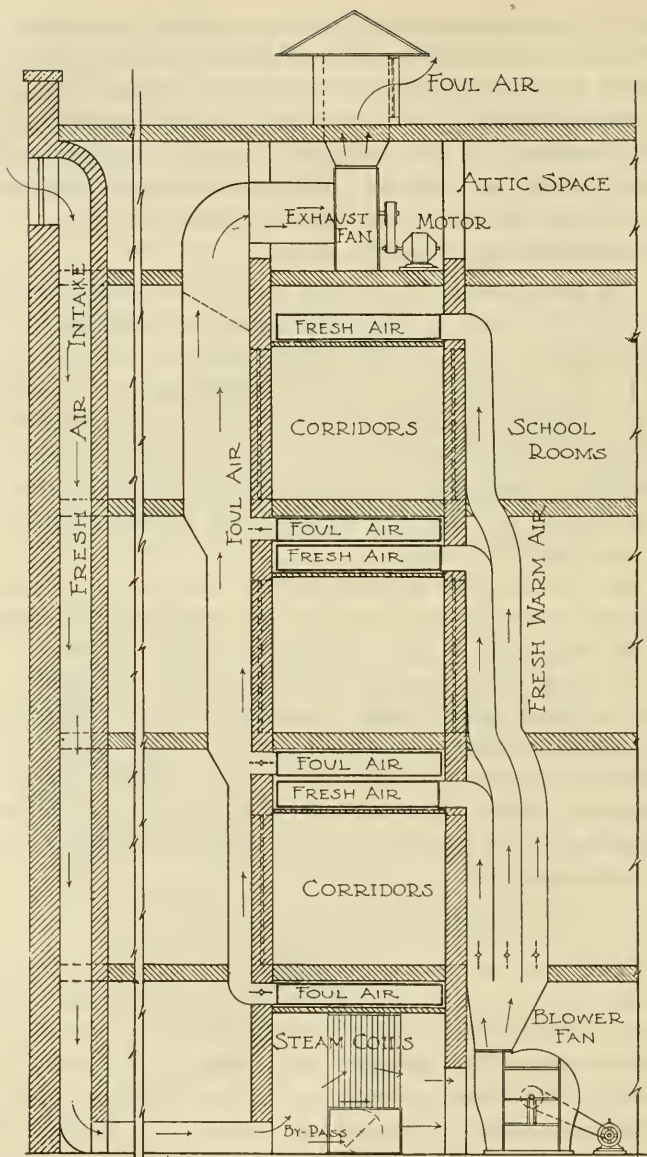 FOUL AIR
ATTIC SPACE
EXHAUST
FAN
MOTOR
FRESH AIR INTAKE
FRESH AIR
CORRIDORS
SCHOOL
ROOMS
FOUL AIR
FOUL AIR
FRESH AIR
FRESH WARM AIR
FOUL AIR
FRESH AIR
CORRIDORS
FOUL AIR
STEAM COILS
BLOWER
FAN
BY-PASS